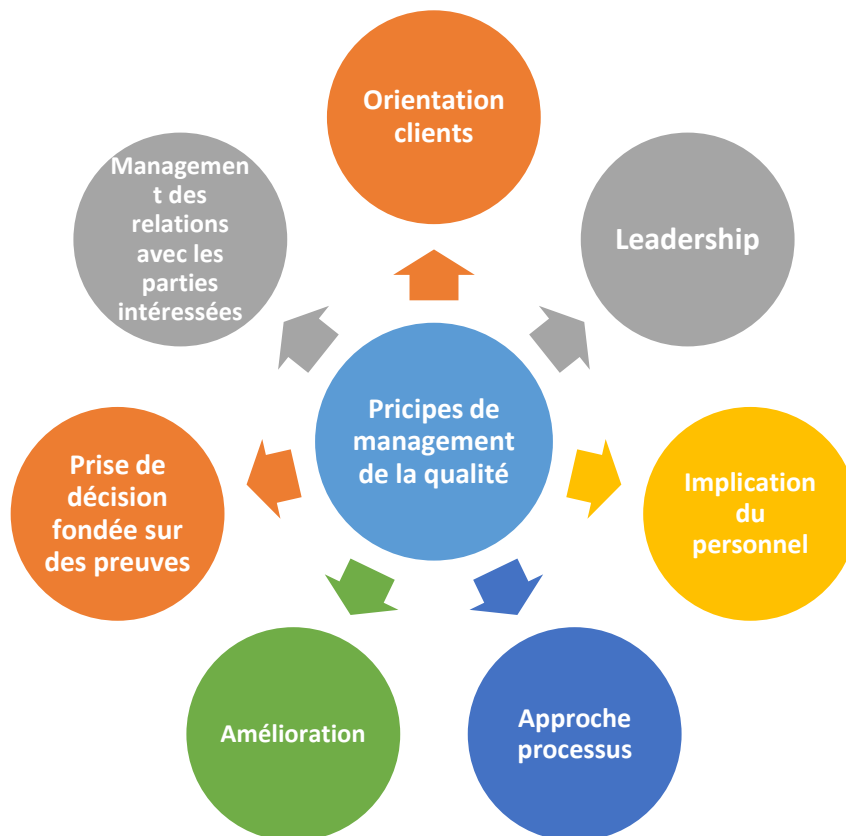 Orientation
clients
Managemen
t des
relations
avec les
parties
intéressées
Leadership
Pricipes de
management
de la qualité
Prise de
décision
fondée sur
des preuves
Implication
du
personnel
Amélioration
Approche
processus